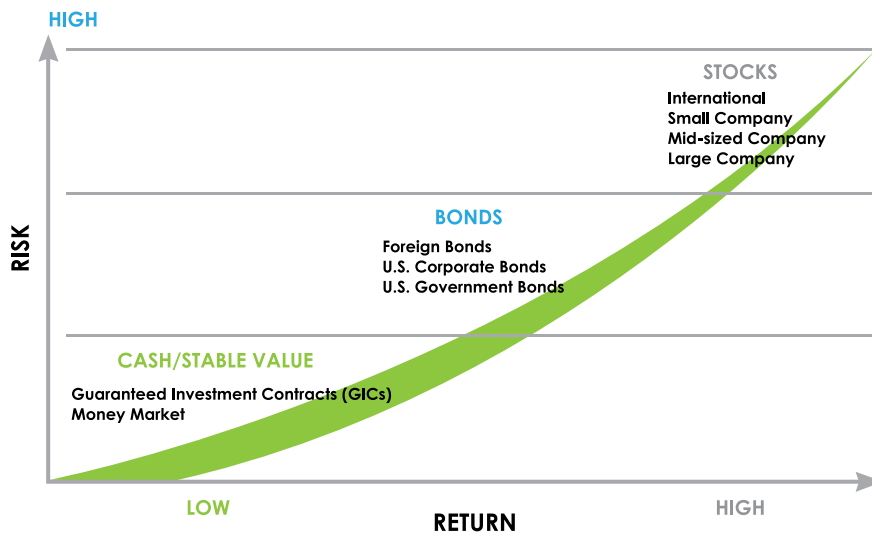 HIGH
STOCKS
International
Small Company
Mid-sized Company
Large Company
BONDS
Foreign Bonds
U.S. Corporate Bonds
U.S. Government Bonds
RISK
CASH/STABLE VALUE
Guaranteed Investment Contracts (GICs)
Money Market
LOW
HIGH
RETURN